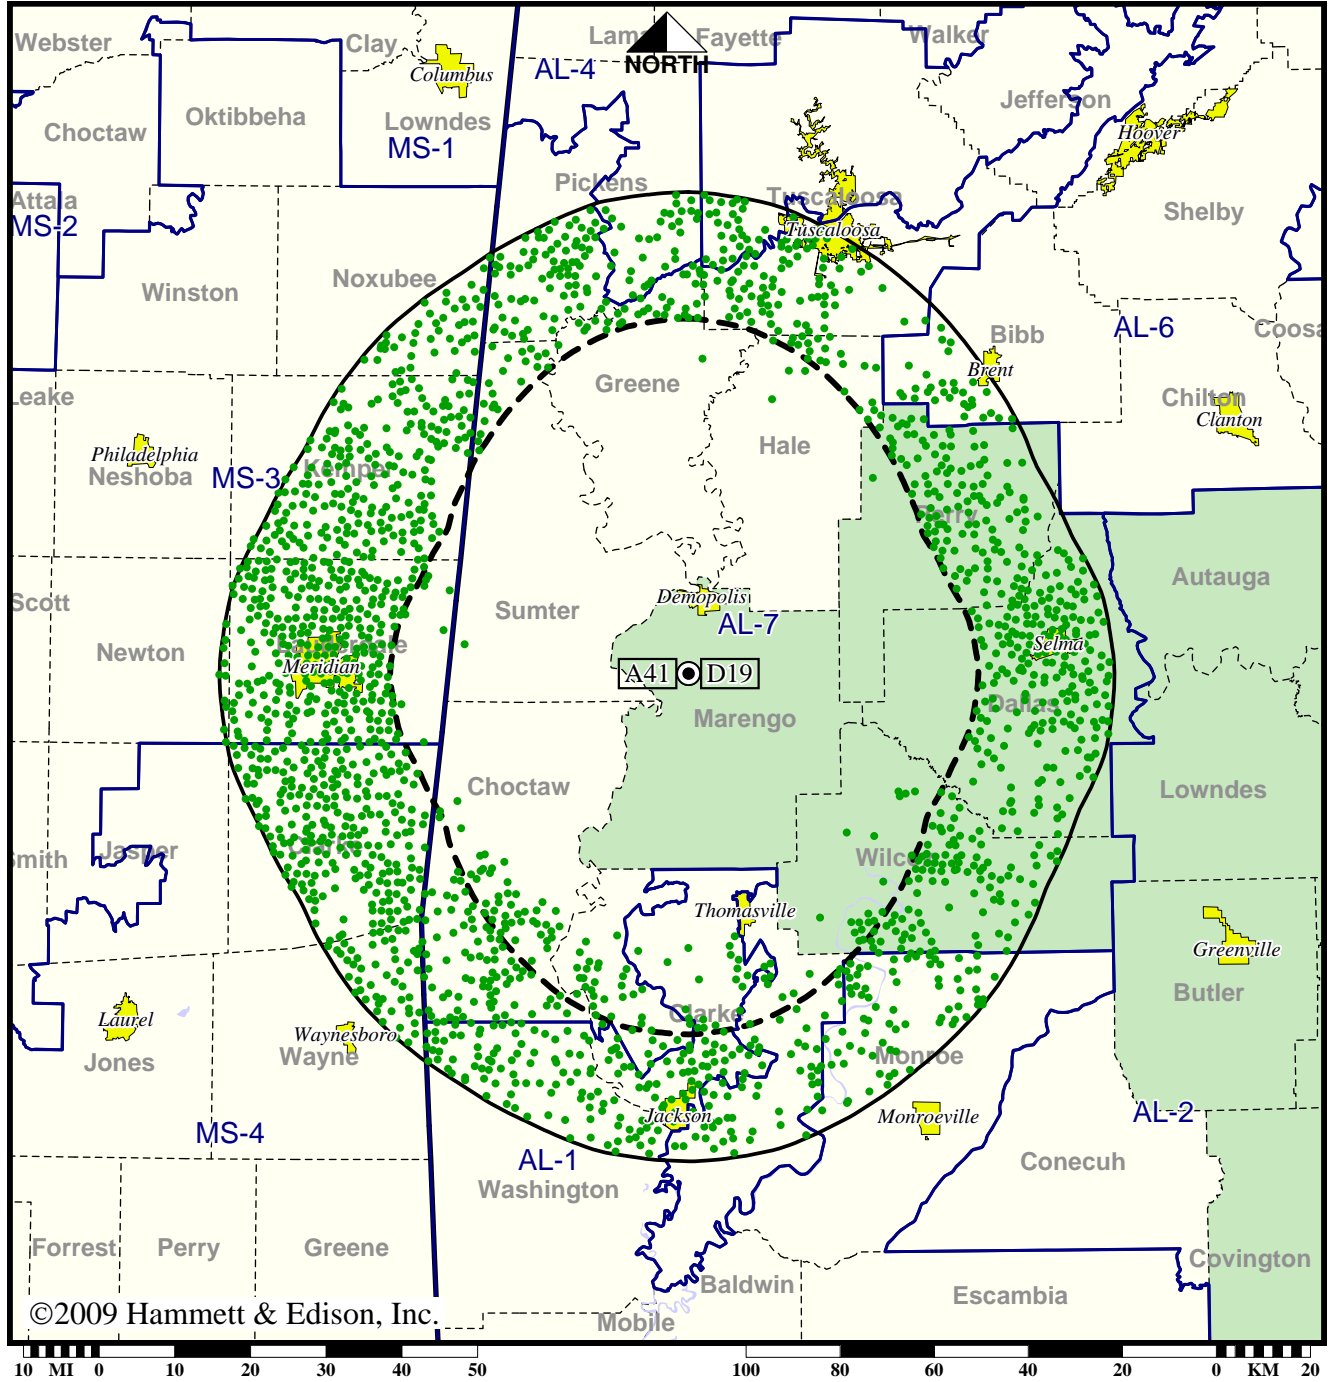 Webster
Clay
Lama
Fayette
Walker
NORTH
Columbus
AL-4
Jefferson
Choctaw
Oktibbeha
Lowndes
MS-1
Hoover
Attala
MS-2
Pickens
Tuscaloosa
Tuscaloosa
Shelby
Noxubee
Winston
Bibb
AL-6
Coosa
Greene
Brent
Leake
Chilton
Clanton
Philadelphia
Neshoba
MS-3
Kemper
Hale
Perry
Autauga
Scott
Demopolis
Sumter
AL-7
Newton
Lauderdale
Meridian
Selma
A41
D19
Dallas
Marengo
Choctaw
Lowndes
Smith
Jasper
Clarke
Wilcox
Thomasville
Greenville
Butler
Laurel
Jones
Waynesboro
Wayne
Clarke
Monroe
Jackson
Monroeville
MS-4
AL-2
AL-1
Washington
Conecuh
Forrest
Perry
Greene
Covington
Baldwin
Escambia
©2009 Hammett & Edison, Inc.
Mobile
10 MI 0 10 20 30 40 50 100 80 60 40 20 0 KM 20